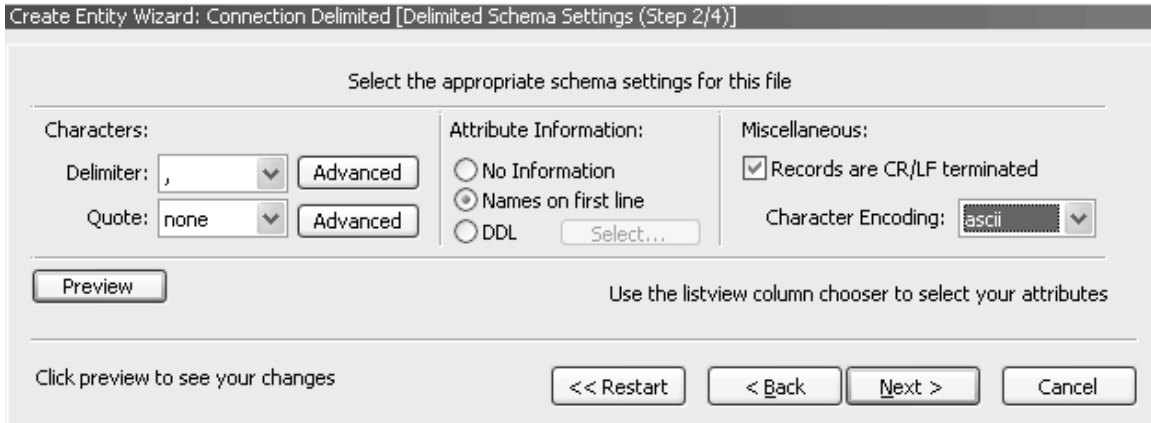 Create Entity Wizard: Connection Delimited [Delimited Schema Settings (Step 2/4)]
Select the appropriate schema settings for this file
Characters:
Delimiter: , Advanced
Quote: none Advanced
Attribute Information:
No Information
Names on first line
DDL Select...
Miscellaneous:
Records are CR/LF terminated
Character Encoding: ascii
Preview
Use the listview column chooser to select your attributes
Click preview to see your changes
<< Restart < Back Next > Cancel